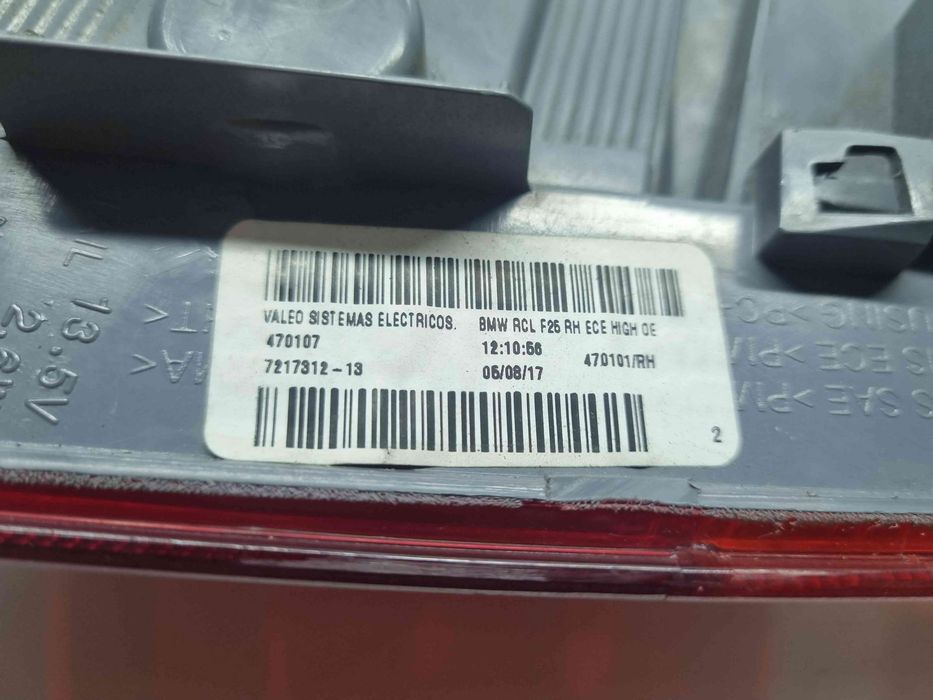 VALEO SISTEMAS ELECTRICOS. BMW RCL F25 RH ECE HIGH OE
470107 12:10:56 470101/RH
7217312-13 05/08/17
2
13.5V